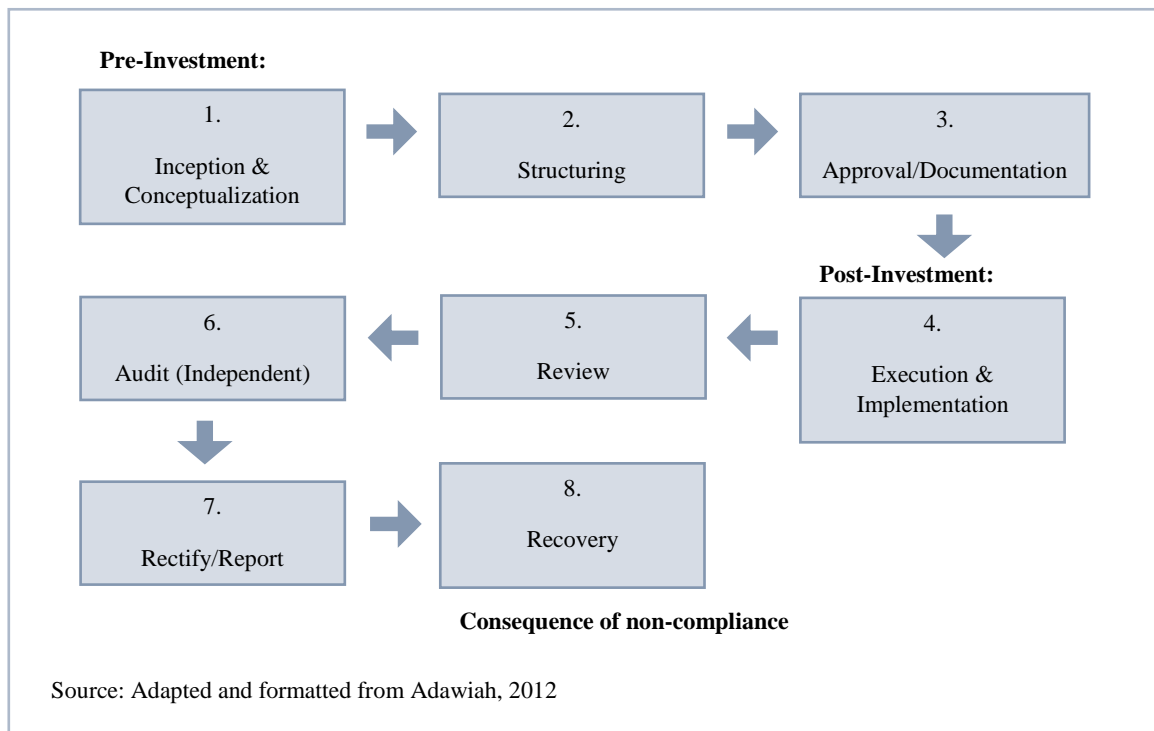 Pre-Investment:
1.
Inception &
Conceptualization
2.
Structuring
3.
Approval/Documentation
Post-Investment:
4.
Execution &
Implementation
5.
Review
6.
Audit (Independent)
7.
Rectify/Report
8.
Recovery
Consequence of non-compliance
Source: Adapted and formatted from Adawiah, 2012